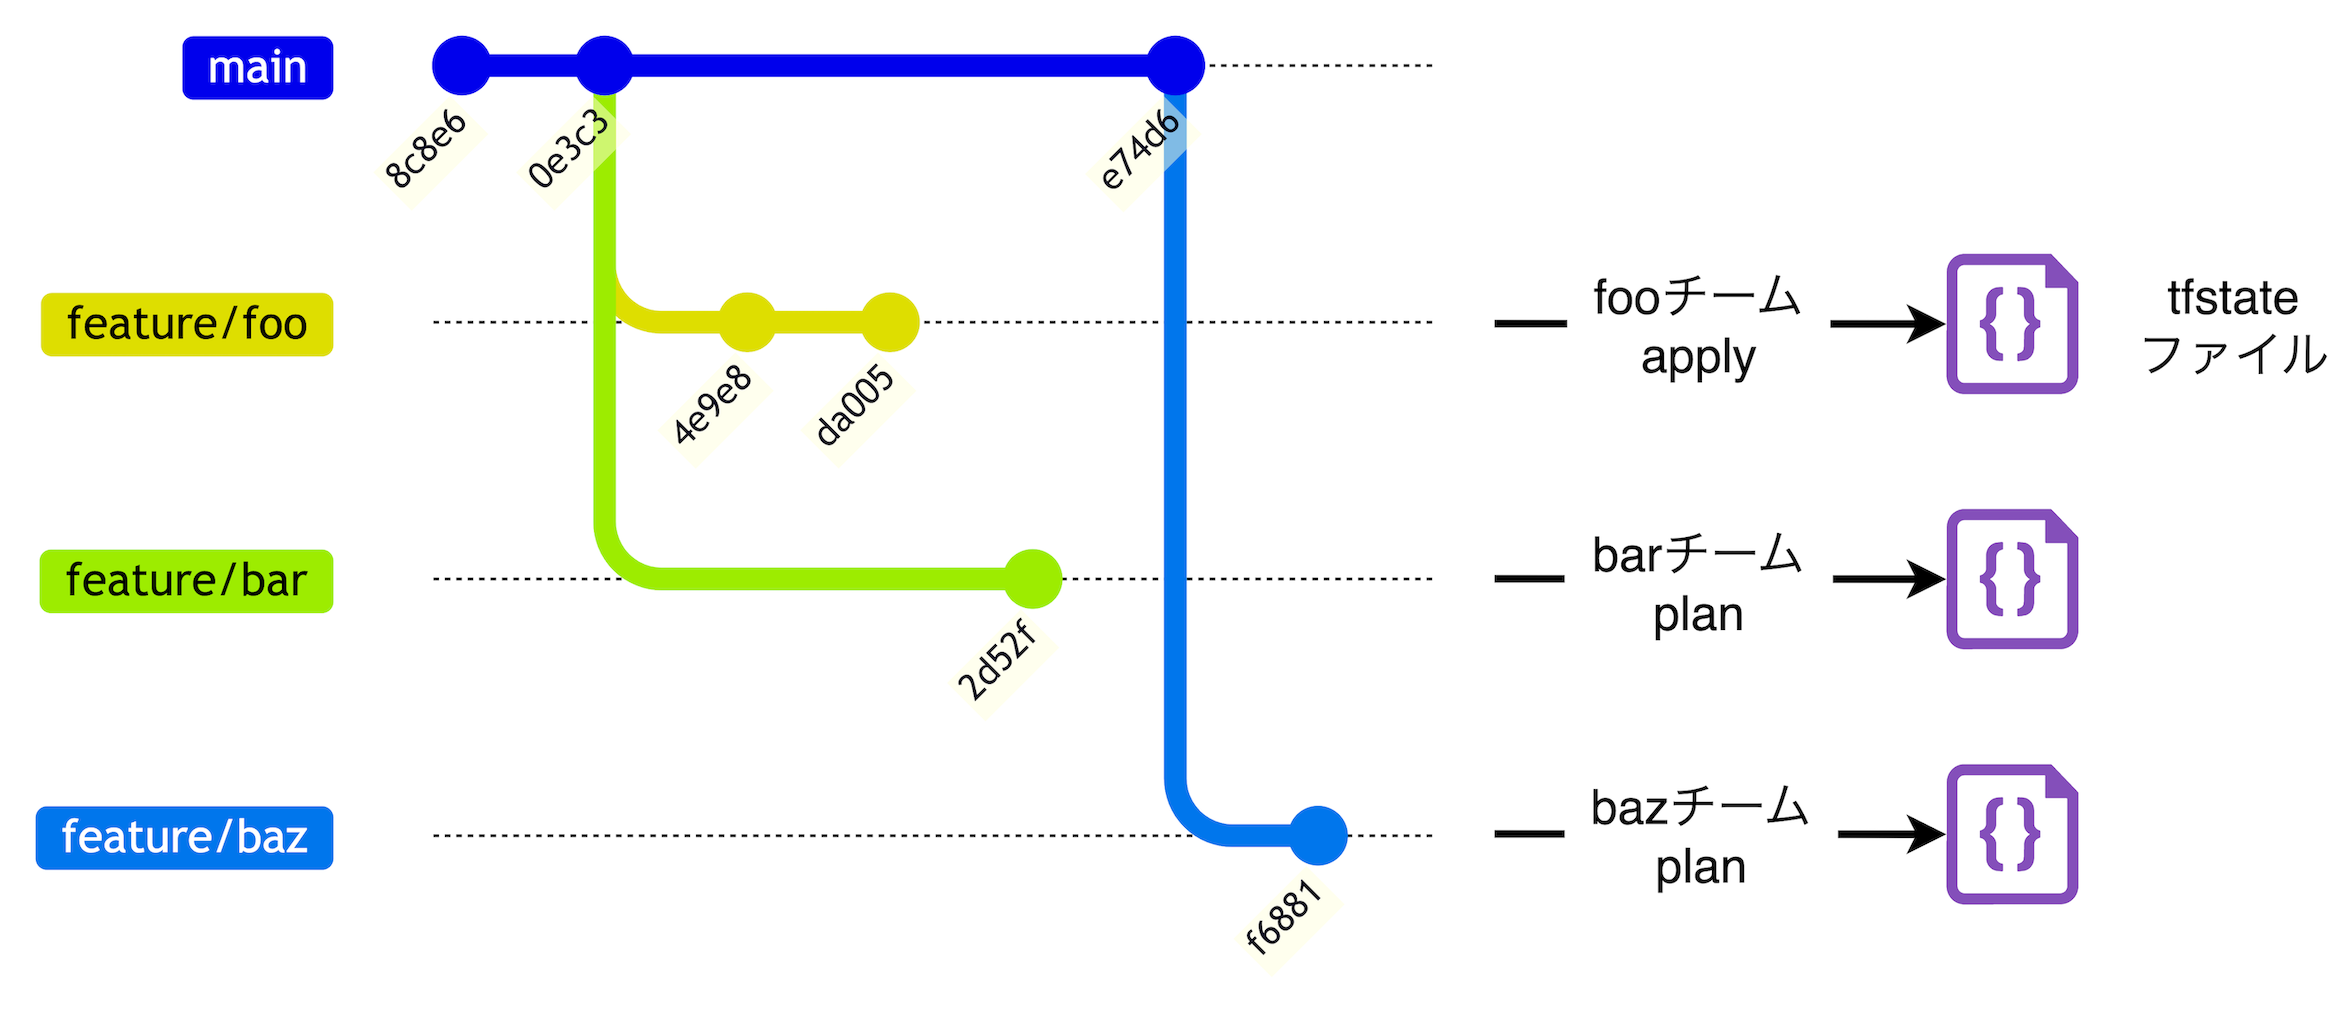 main
8c8e6
0e3c3
e74d6
feature/foo
4e9e8
da005
fooチーム
apply
{}
tfstate
ファイル
feature/bar
2d52f
barチーム
plan
{}
feature/baz
f6881
bazチーム
plan
{}